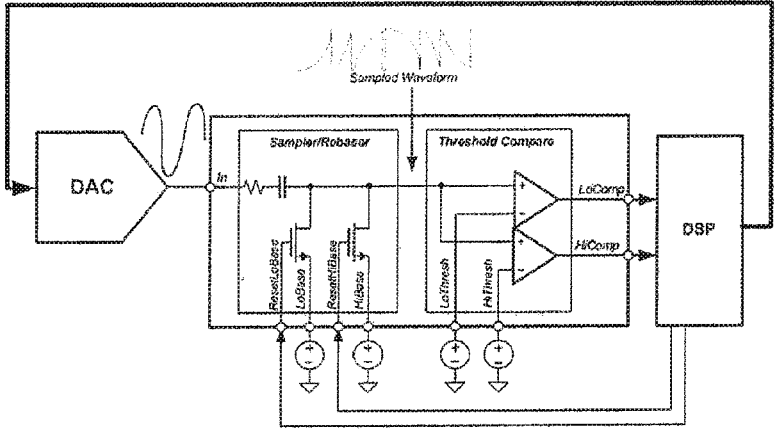 Sampled Waveform
Sampler/Rebaser
Threshold Compare
DAC
In
LoComp
HiComp
DSP
ResetLoBase
LoBase
ResetHiBase
HiBase
LoThresh
HiThresh